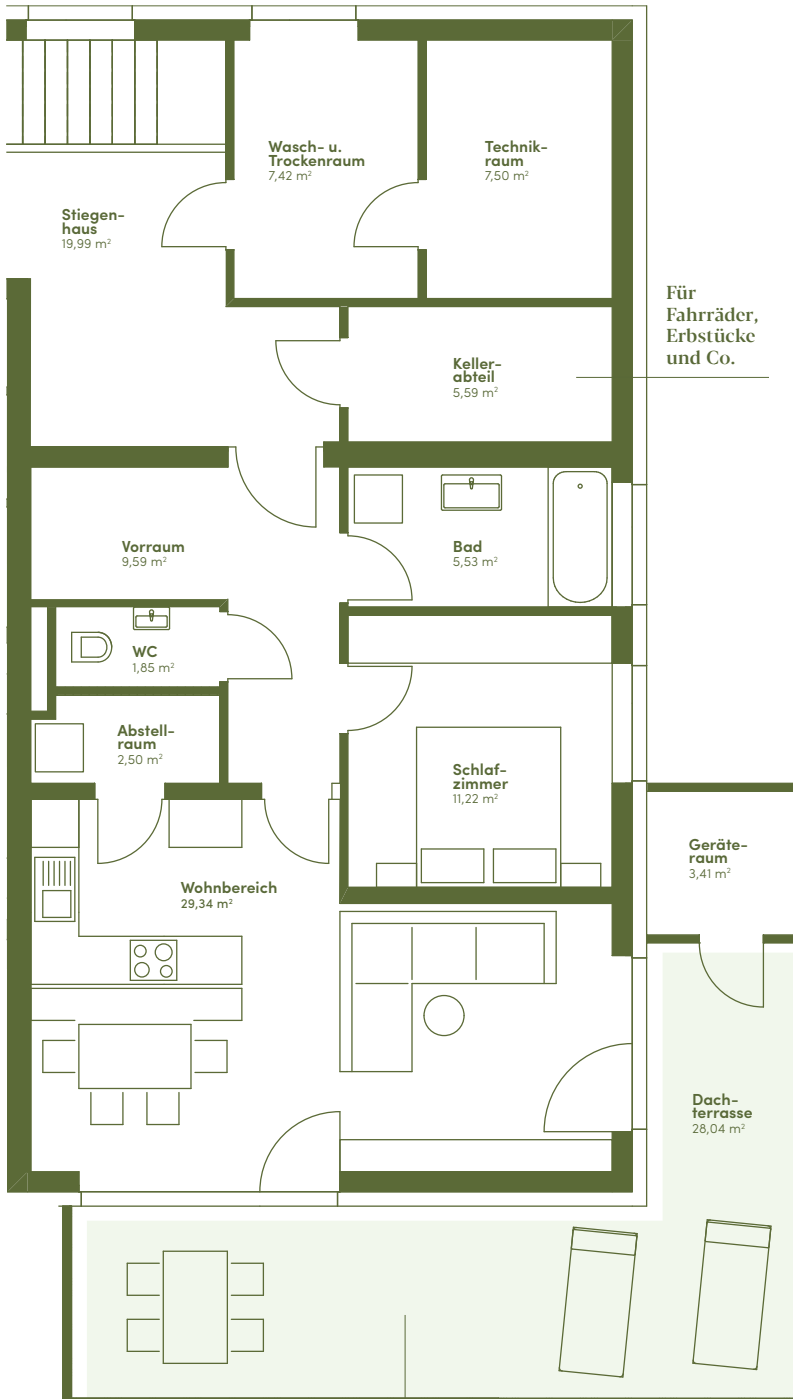 Wasch- u.
Trockenraum
7,42 m²
Technik-
raum
7,50 m²
Stiegen-
haus
19,99 m²
Für
Fahrräder,
Erbstücke
und Co.
Keller-
abteil
5,59 m²
Vorraum
9,59 m²
Bad
5,53 m²
WC
1,85 m²
Abstell-
raum
2,50 m²
Schlaf-
zimmer
11,22 m²
Geräte-
raum
3,41 m²
Wohnbereich
29,34 m²
Dach-
terrasse
28,04 m²